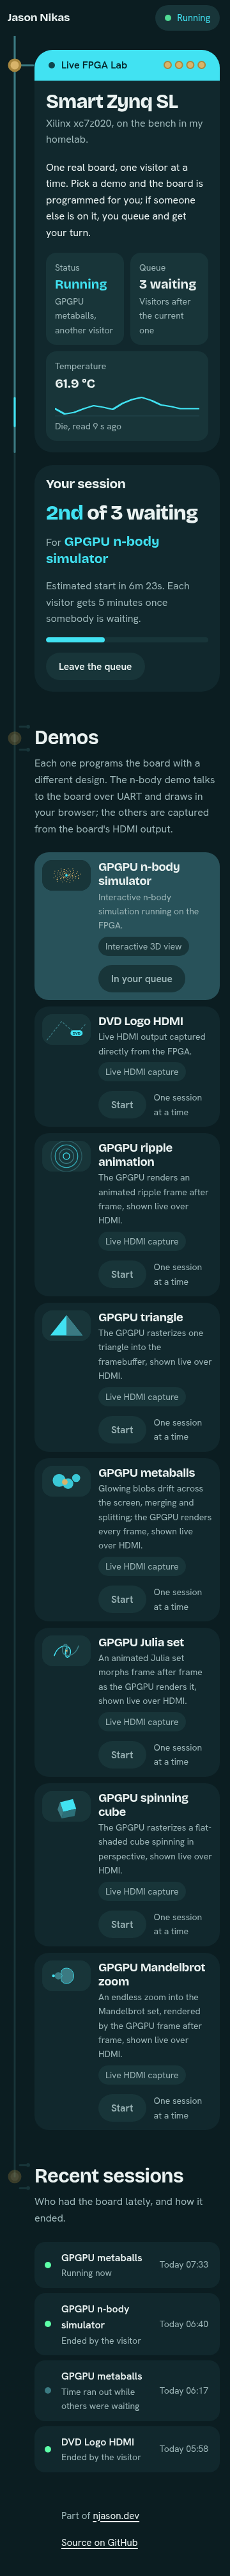 Jason Nikas
Running
Live FPGA Lab
Smart Zynq SL
Xilinx xc7z020, on the bench in my
homelab.
One real board, one visitor at a
time. Pick a demo and the board is
programmed for you; if someone
else is on it, you queue and get
your turn.
Status
Running
GPGPU
metaballs,
another visitor
Queue
3 waiting
Visitors after
the current
one
Temperature
61.9 °C
Die, read 9 s ago
Your session
2nd of 3 waiting
For GPGPU n-body
simulator
Estimated start in 6m 23s. Each
visitor gets 5 minutes once
somebody is waiting.
Leave the queue
Demos
Each one programs the board with a
different design. The n-body demo talks
to the board over UART and draws in
your browser; the others are captured
from the board's HDMI output.
GPGPU n-body
simulator
Interactive n-body
simulation running on the
FPGA.
Interactive 3D view
In your queue
DVD Logo HDMI
Live HDMI output captured
directly from the FPGA.
Live HDMI capture
Start
One session
at a time
GPGPU ripple
animation
The GPGPU renders an
animated ripple frame after
frame, shown live over
HDMI.
Live HDMI capture
Start
One session
at a time
GPGPU triangle
The GPGPU rasterizes one
triangle into the
framebuffer, shown live over
HDMI.
Live HDMI capture
Start
One session
at a time
GPGPU metaballs
Glowing blobs drift across
the screen, merging and
splitting; the GPGPU renders
every frame, shown live
over HDMI.
Live HDMI capture
Start
One session
at a time
GPGPU Julia set
An animated Julia set
morphs frame after frame
as the GPGPU renders it,
shown live over HDMI.
Live HDMI capture
Start
One session
at a time
GPGPU spinning
cube
The GPGPU rasterizes a flat-
shaded cube spinning in
perspective, shown live over
HDMI.
Live HDMI capture
Start
One session
at a time
GPGPU Mandelbrot
zoom
An endless zoom into the
Mandelbrot set, rendered
by the GPGPU frame after
frame, shown live over
HDMI.
Live HDMI capture
Start
One session
at a time
Recent sessions
Who had the board lately, and how it
ended.
GPGPU metaballs
Running now
Today 07:33
GPGPU n-body
simulator
Ended by the visitor
Today 06:40
GPGPU metaballs
Time ran out while
others were waiting
Today 06:17
DVD Logo HDMI
Ended by the visitor
Today 05:58
Part of njason.dev
Source on GitHub